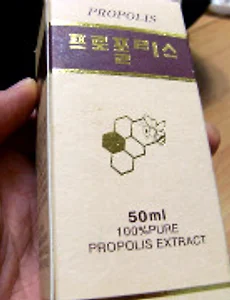 PROPOLIS
프로폴리스
50ml
100%PURE
PROPOLIS EXTRACT